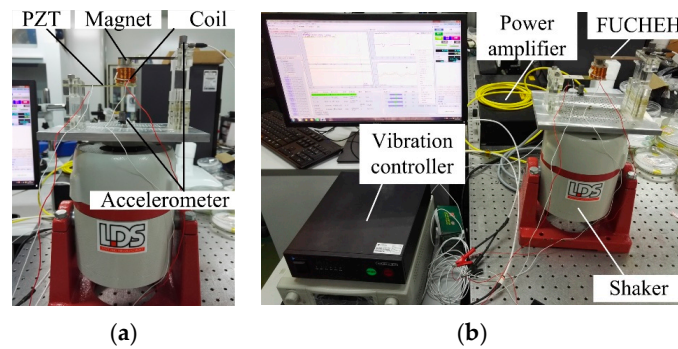 PZT Magnet Coil
Accelerometer
LDS
(a)
Power
amplifier
FUCHEH
Vibration
controller
LDS
Shaker
(b)